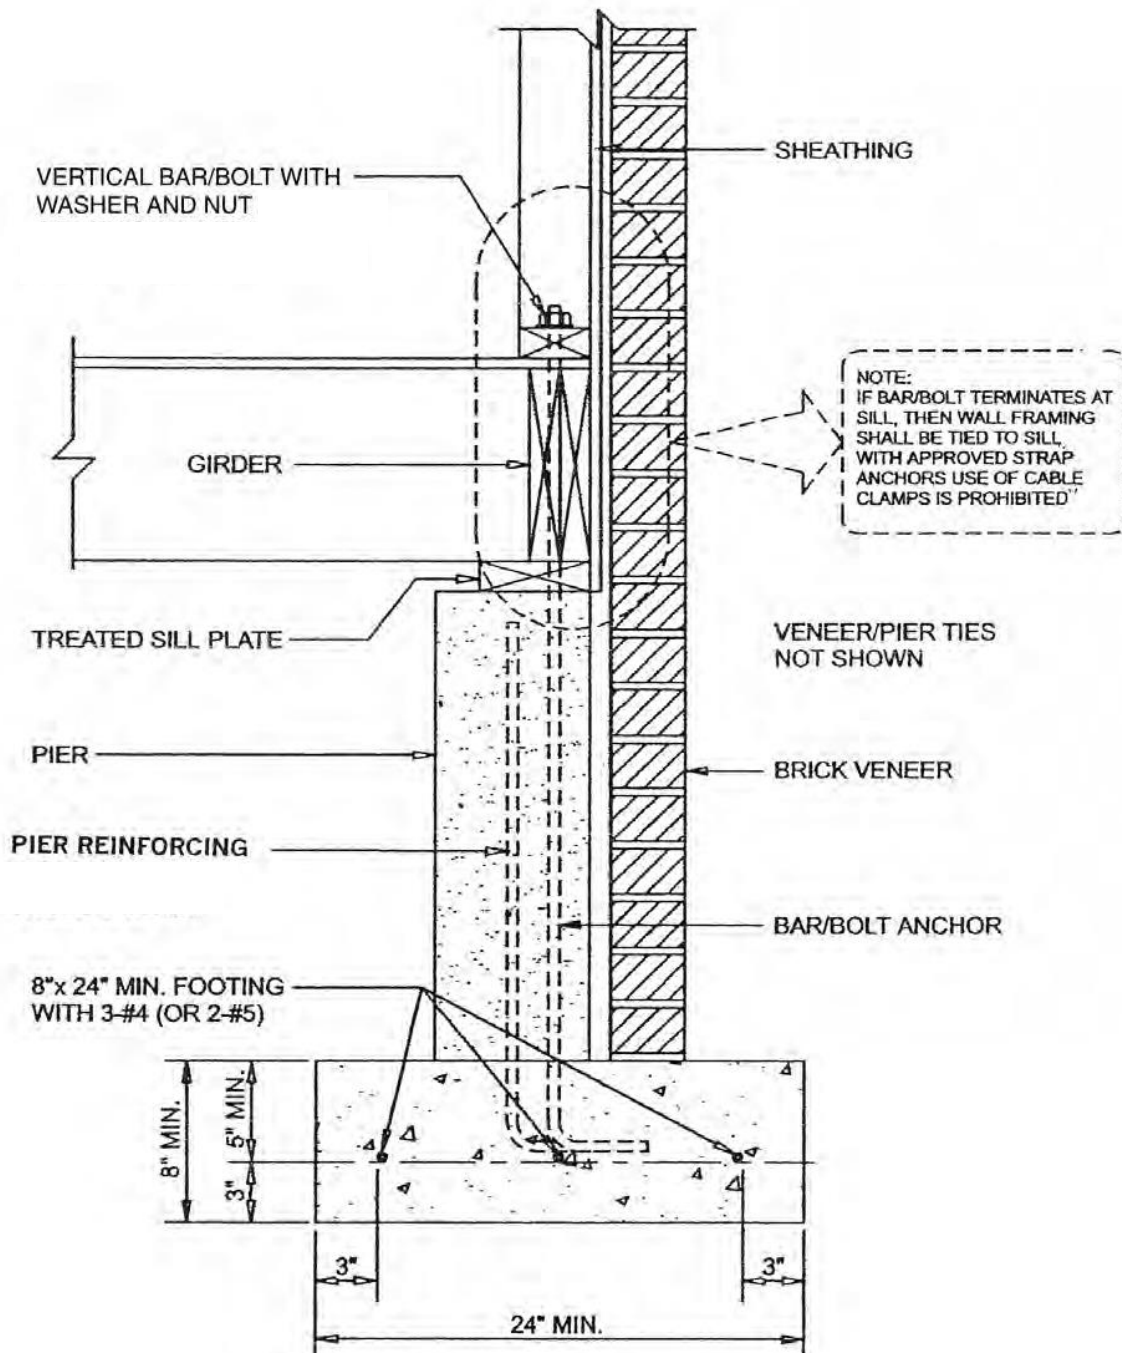 SHEATHING
VERTICAL BAR/BOLT WITH
WASHER AND NUT
NOTE:
IF BAR/BOLT TERMINATES AT
SILL, THEN WALL FRAMING
SHALL BE TIED TO SILL,
WITH APPROVED STRAP
ANCHORS USE OF CABLE
CLAMPS IS PROHIBITED"
GIRDER
TREATED SILL PLATE
VENEER/PIER TIES
NOT SHOWN
PIER
BRICK VENEER
PIER REINFORCING
BAR/BOLT ANCHOR
8"x 24" MIN. FOOTING
WITH 3-#4 (OR 2-#5)
8" MIN.
5" MIN.
3"
3"
3"
24" MIN.